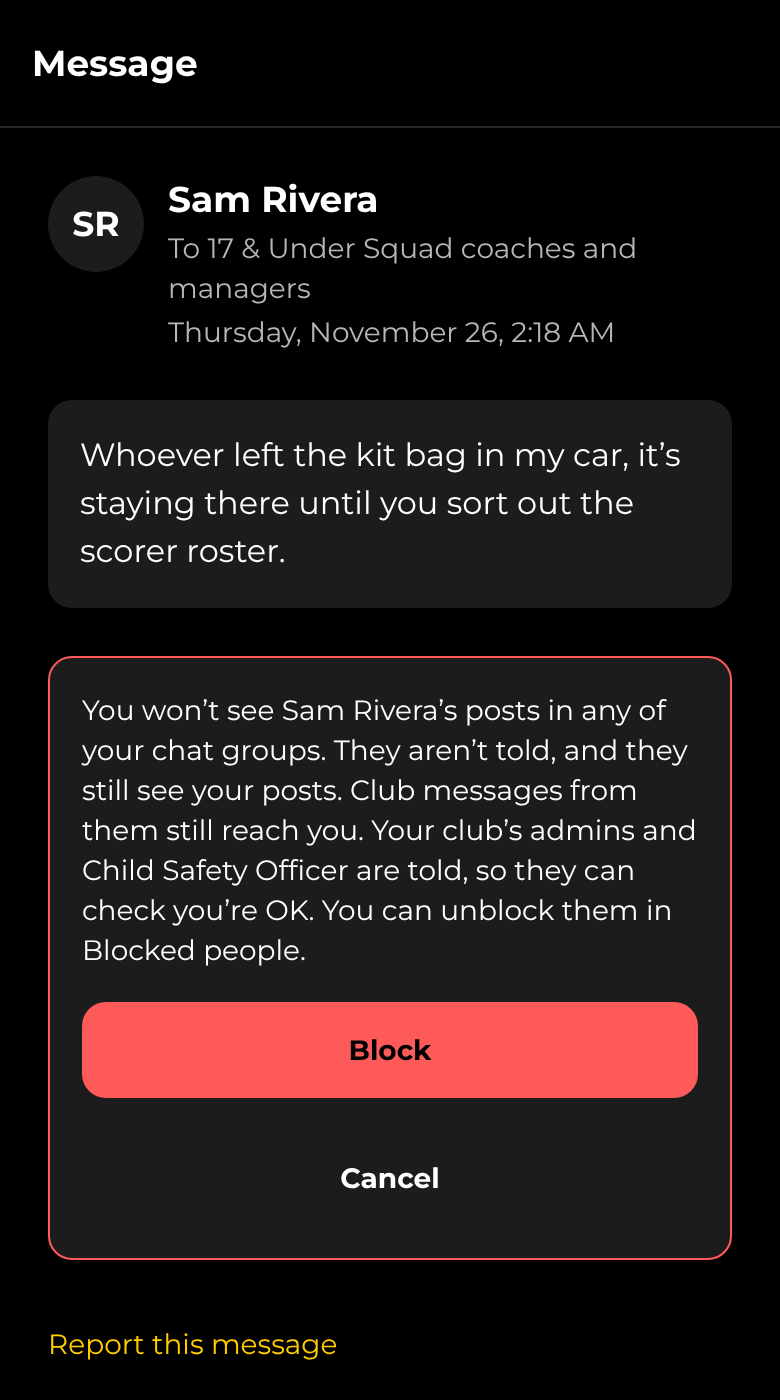 Message
SR
Sam Rivera
To 17 & Under Squad coaches and
managers
Thursday, November 26, 2:18 AM
Whoever left the kit bag in my car, it’s
staying there until you sort out the
scorer roster.
You won’t see Sam Rivera’s posts in any of
your chat groups. They aren’t told, and they
still see your posts. Club messages from
them still reach you. Your club’s admins and
Child Safety Officer are told, so they can
check you’re OK. You can unblock them in
Blocked people.
Block
Cancel
Report this message